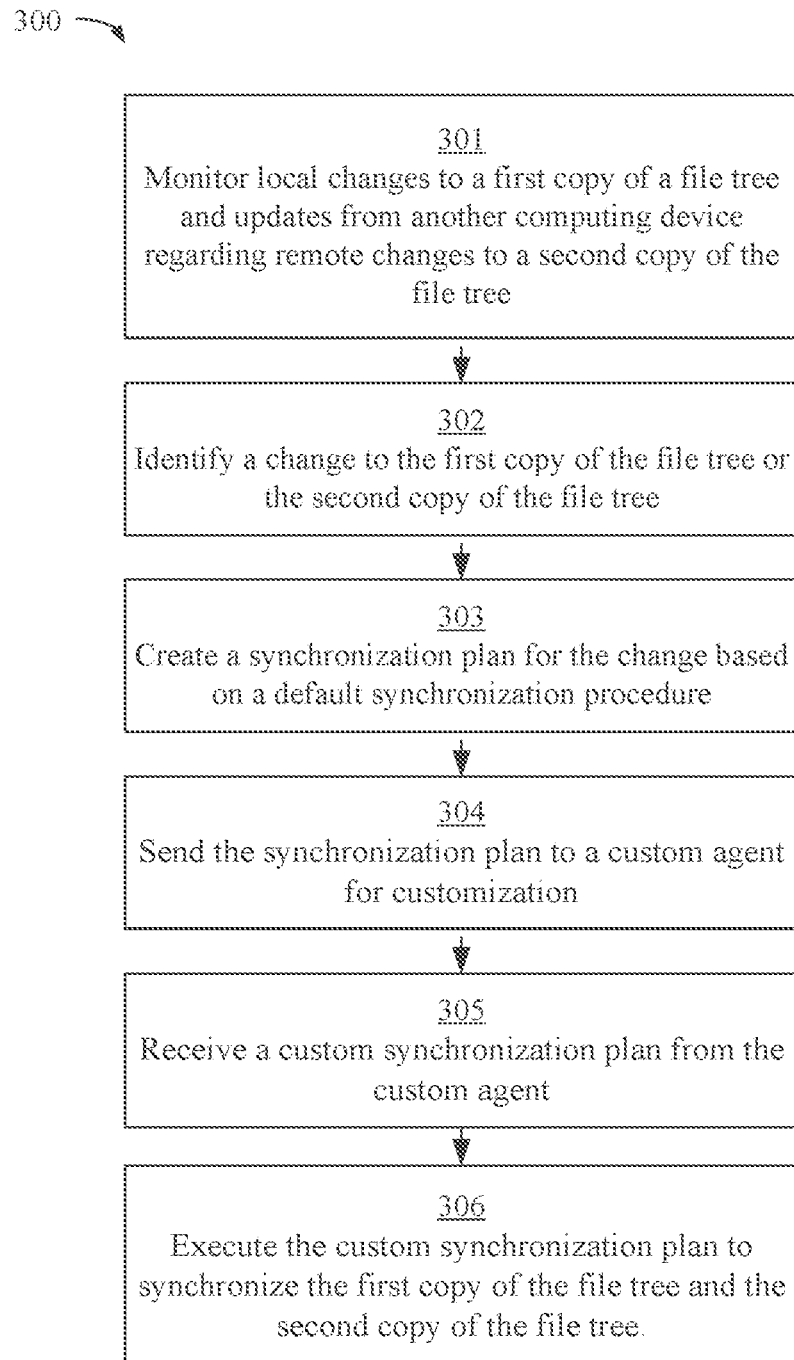 300
301
Monitor local changes to a first copy of a file tree
and updates from another computing device
regarding remote changes to a second copy of the
file tree
302
Identify a change to the first copy of the file tree or
the second copy of the file tree
303
Create a synchronization plan for the change based
on a default synchronization procedure
304
Send the synchronization plan to a custom agent
for customization
305
Receive a custom synchronization plan from the
custom agent
306
Execute the custom synchronization plan to
synchronize the first copy of the file tree and the
second copy of the file tree.